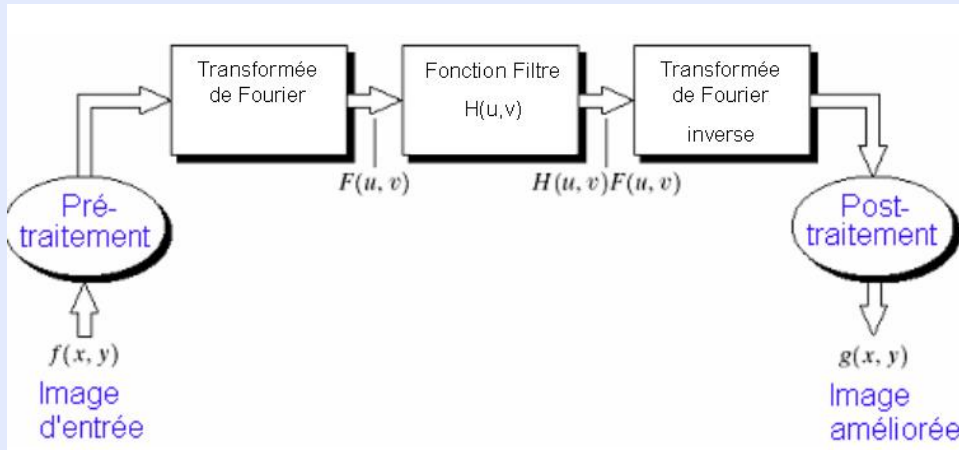 Transformée
de Fourier
Fonction Filtre
H(u,v)
Transformée
de Fourier
inverse
F(u, v)
H(u, v)F(u, v)
Pré-
traitement
Post-
traitement
f(x, y)
g(x, y)
Image
d'entrée
Image
améliorée